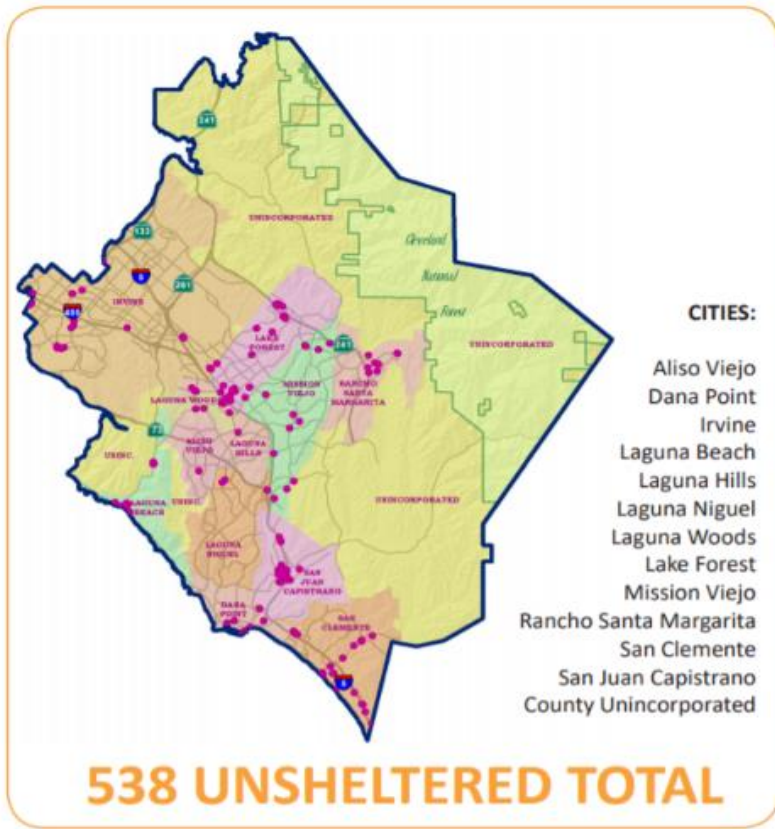 241
UNINCORPORATED
133
5
261
405
IRVINE
Cleveland
National
Forest
LAKE
FOREST
241
UNINCORPORATED
MISSION
VIEJO
RANCHO
SANTA
MARGARITA
LAGUNA WOODS
73
ALISO
VIEJO
LAGUNA
HILLS
UNINC.
UNINC.
LAGUNA
BEACH
UNINCORPORATED
LAGUNA
NIGUEL
SAN
JUAN
CAPISTRANO
DANA
POINT
SAN
CLEMENTE
5
CITIES:
Aliso Viejo
Dana Point
Irvine
Laguna Beach
Laguna Hills
Laguna Niguel
Laguna Woods
Lake Forest
Mission Viejo
Rancho Santa Margarita
San Clemente
San Juan Capistrano
County Unincorporated
538 UNSHELTERED TOTAL